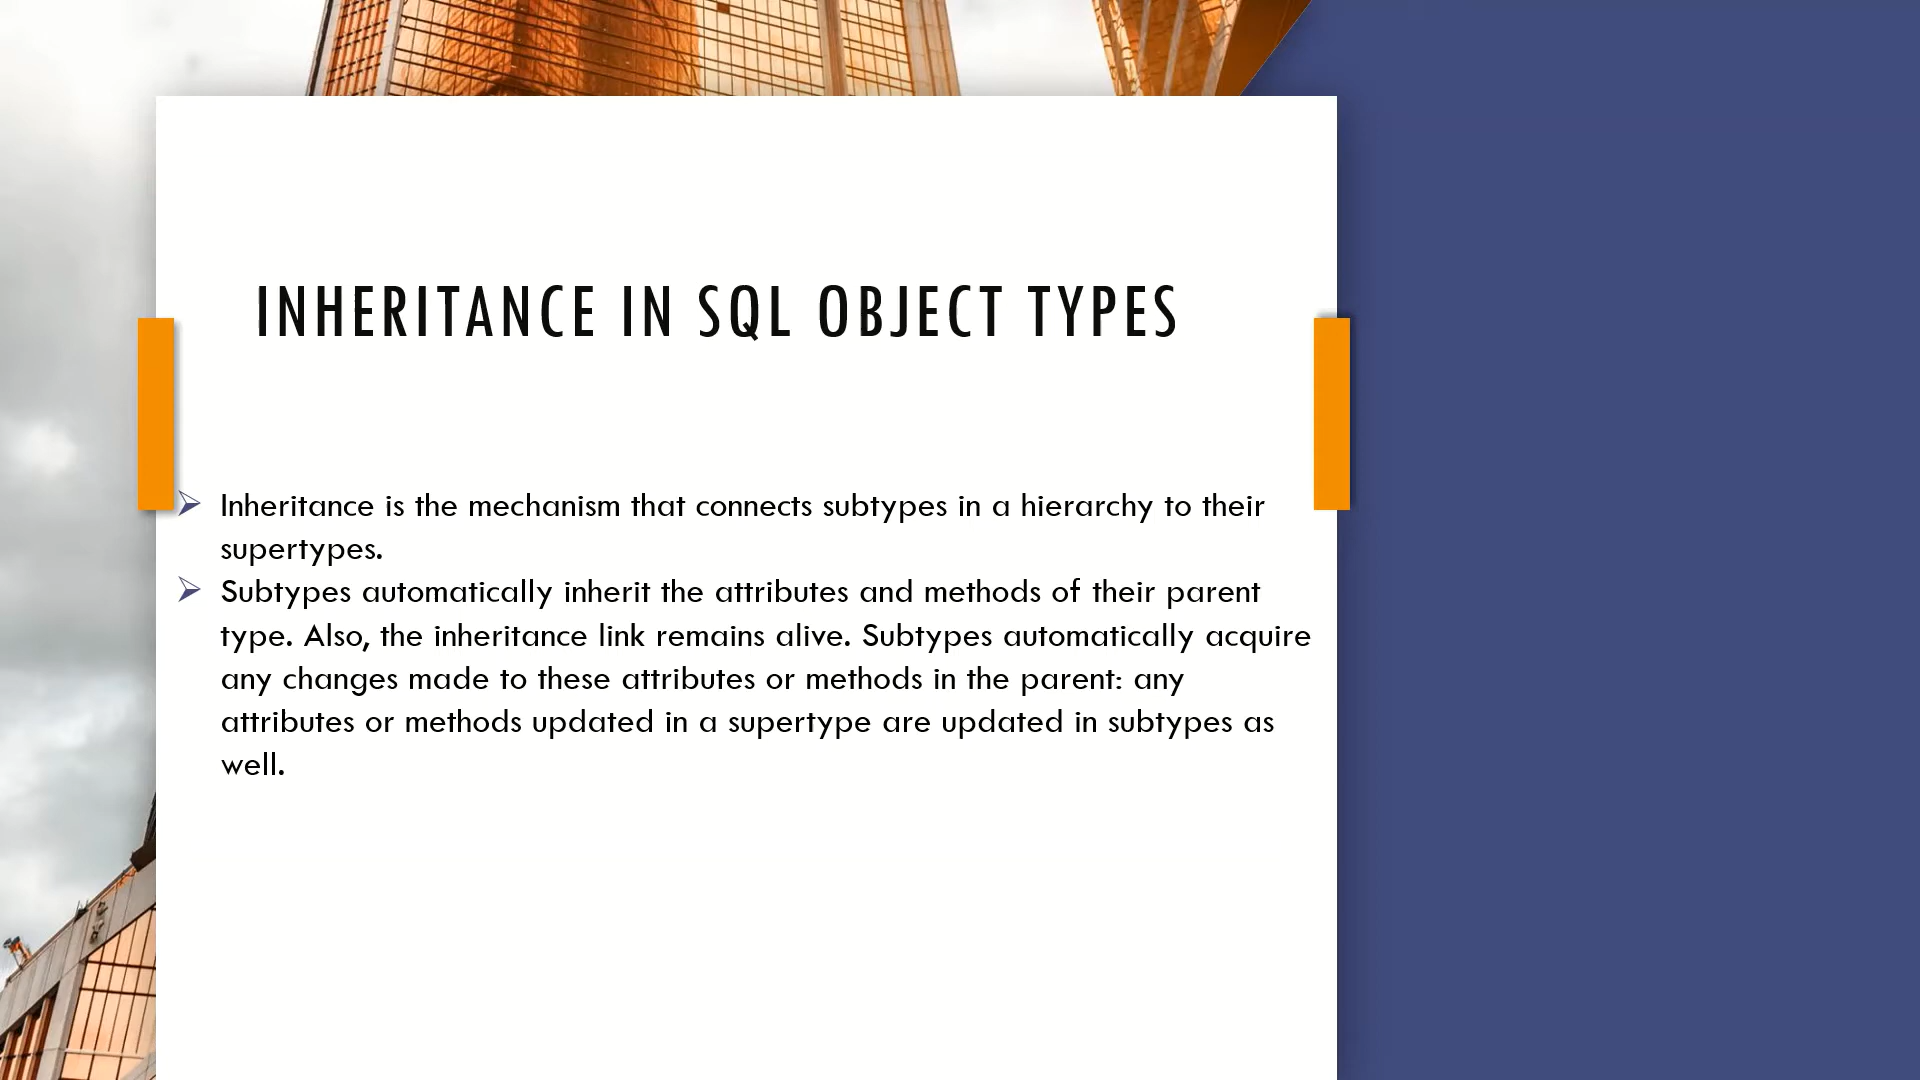 INHERITANCE IN SQL OBJECT TYPES
Inheritance is the mechanism that connects subtypes in a hierarchy to their
supertypes.
Subtypes automatically inherit the attributes and methods of their parent
type. Also, the inheritance link remains alive. Subtypes automatically acquire
any changes made to these attributes or methods in the parent: any
attributes or methods updated in a supertype are updated in subtypes as
well.